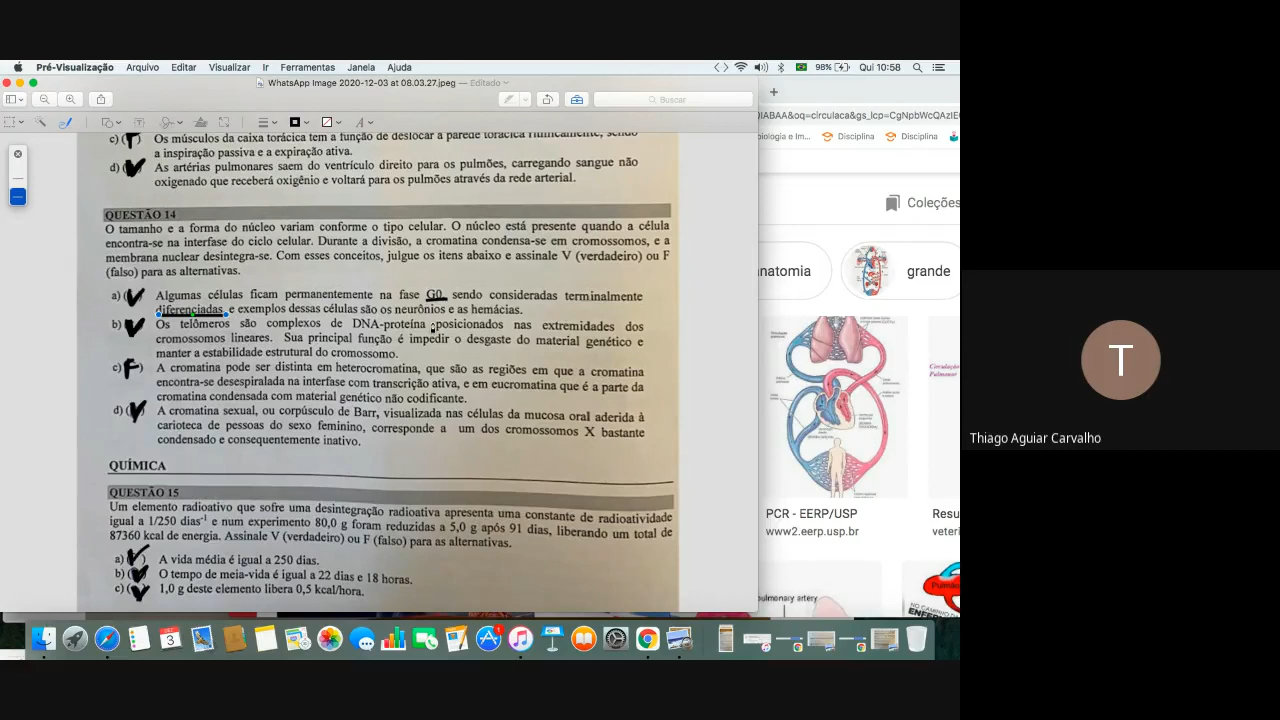 Pré-Visualização Arquivo Editar Visualizar Ir Ferramentas Janela Ajuda 98% Qui 10:58
WhatsApp Image 2020-12-03 at 08.03.27.jpeg — Editado
Buscar
c) (F) Os músculos da caixa torácica tem a função de deslocar a parede torácica ritmicamente, sendo
a inspiração passiva e a expiração ativa.
d) (V) As artérias pulmonares saem do ventrículo direito para os pulmões, carregando sangue não
oxigenado que receberá oxigênio e voltará para os pulmões através da rede arterial.
QUESTÃO 14
O tamanho e a forma do núcleo variam conforme o tipo celular. O núcleo está presente quando a célula
encontra-se na interfase do ciclo celular. Durante a divisão, a cromatina condensa-se em cromossomos, e a
membrana nuclear desintegra-se. Com esses conceitos, julgue os itens abaixo e assinale V (verdadeiro) ou F
(falso) para as alternativas.
a) (V) Algumas células ficam permanentemente na fase G0, sendo consideradas terminalmente
diferenciadas, e exemplos dessas células são os neurônios e as hemácias.
b) (V) Os telômeros são complexos de DNA-proteína posicionados nas extremidades dos
cromossomos lineares. Sua principal função é impedir o desgaste do material genético e
manter a estabilidade estrutural do cromossomo.
c) (F) A cromatina pode ser distinta em heterocromatina, que são as regiões em que a cromatina
encontra-se desespiralada na interfase com transcrição ativa, e em eucromatina que é a parte da
cromatina condensada com material genético não codificante.
d) (V) A cromatina sexual, ou corpúsculo de Barr, visualizada nas células da mucosa oral aderida à
carioteca de pessoas do sexo feminino, corresponde a um dos cromossomos X bastante
condensado e consequentemente inativo.
QUÍMICA
QUESTÃO 15
Um elemento radioativo que sofre uma desintegração radioativa apresenta uma constante de radioatividade
igual a 1/250 dias⁻¹ e num experimento 80,0 g foram reduzidas a 5,0 g após 91 dias, liberando um total de
87360 kcal de energia. Assinale V (verdadeiro) ou F (falso) para as alternativas.
a) (V) A vida média é igual a 250 dias.
b) (V) O tempo de meia-vida é igual a 22 dias e 18 horas.
c) (V) 1,0 g deste elemento libera 0,5 kcal/hora.
Disciplina Disciplina
Coleções
natomia grande
PCR - EERP/USP Resu
www2.eerp.usp.br veteri
pulmonary artery
T
Thiago Aguiar Carvalho